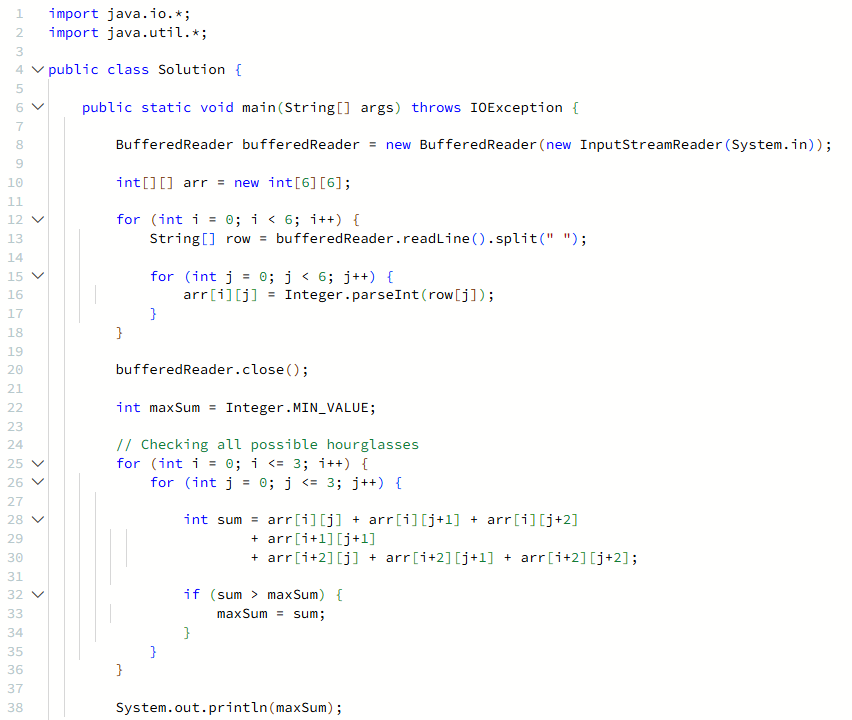 1 import java.io.*;
2 import java.util.*;
3
4 public class Solution {
5
6     public static void main(String[] args) throws IOException {
7
8         BufferedReader bufferedReader = new BufferedReader(new InputStreamReader(System.in));
9
10         int[][] arr = new int[6][6];
11
12         for (int i = 0; i < 6; i++) {
13             String[] row = bufferedReader.readLine().split(" ");
14
15             for (int j = 0; j < 6; j++) {
16                 arr[i][j] = Integer.parseInt(row[j]);
17             }
18         }
19
20         bufferedReader.close();
21
22         int maxSum = Integer.MIN_VALUE;
23
24         // Checking all possible hourglasses
25         for (int i = 0; i <= 3; i++) {
26             for (int j = 0; j <= 3; j++) {
27
28                 int sum = arr[i][j] + arr[i][j+1] + arr[i][j+2]
29                         + arr[i+1][j+1]
30                         + arr[i+2][j] + arr[i+2][j+1] + arr[i+2][j+2];
31
32                 if (sum > maxSum) {
33                     maxSum = sum;
34                 }
35             }
36         }
37
38         System.out.println(maxSum);